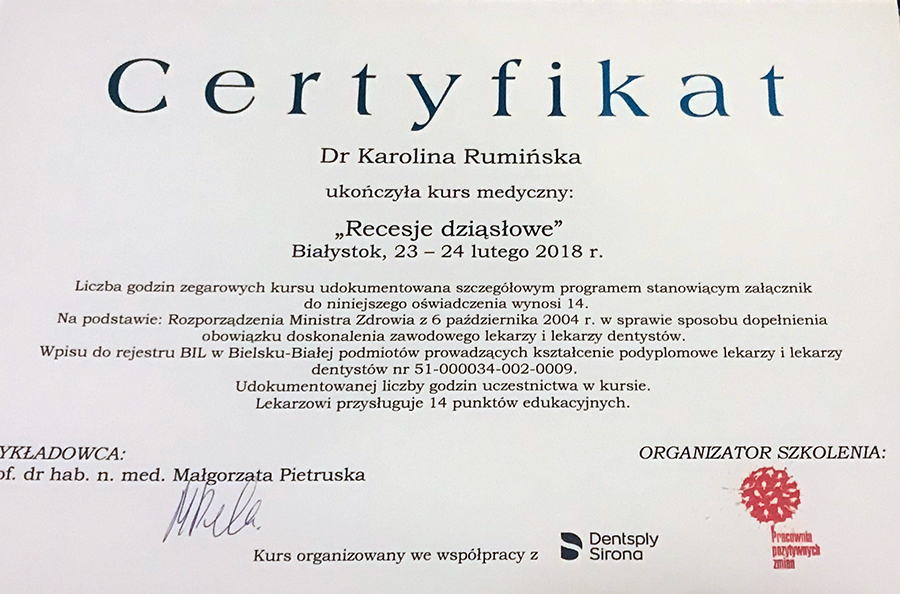 Certyfikat
Dr Karolina Rumińska
ukończyła kurs medyczny:
„Recesje dziąsłowe”
Białystok, 23 – 24 lutego 2018 r.
Liczba godzin zegarowych kursu udokumentowana szczegółowym programem stanowiącym załącznik
do niniejszego oświadczenia wynosi 14.
Na podstawie: Rozporządzenia Ministra Zdrowia z 6 października 2004 r. w sprawie sposobu dopełnienia
obowiązku doskonalenia zawodowego lekarzy i lekarzy dentystów.
Wpisu do rejestru BIL w Bielsku-Białej podmiotów prowadzących kształcenie podyplomowe lekarzy i lekarzy
dentystów nr 51-000034-002-0009.
Udokumentowanej liczby godzin uczestnictwa w kursie.
Lekarzowi przysługuje 14 punktów edukacyjnych.
YKŁADOWCA:
of. dr hab. n. med. Małgorzata Pietruska
ORGANIZATOR SZKOLENIA:
Pracownia
pozytywnych
zmian
Kurs organizowany we współpracy z
Dentsply
Sirona